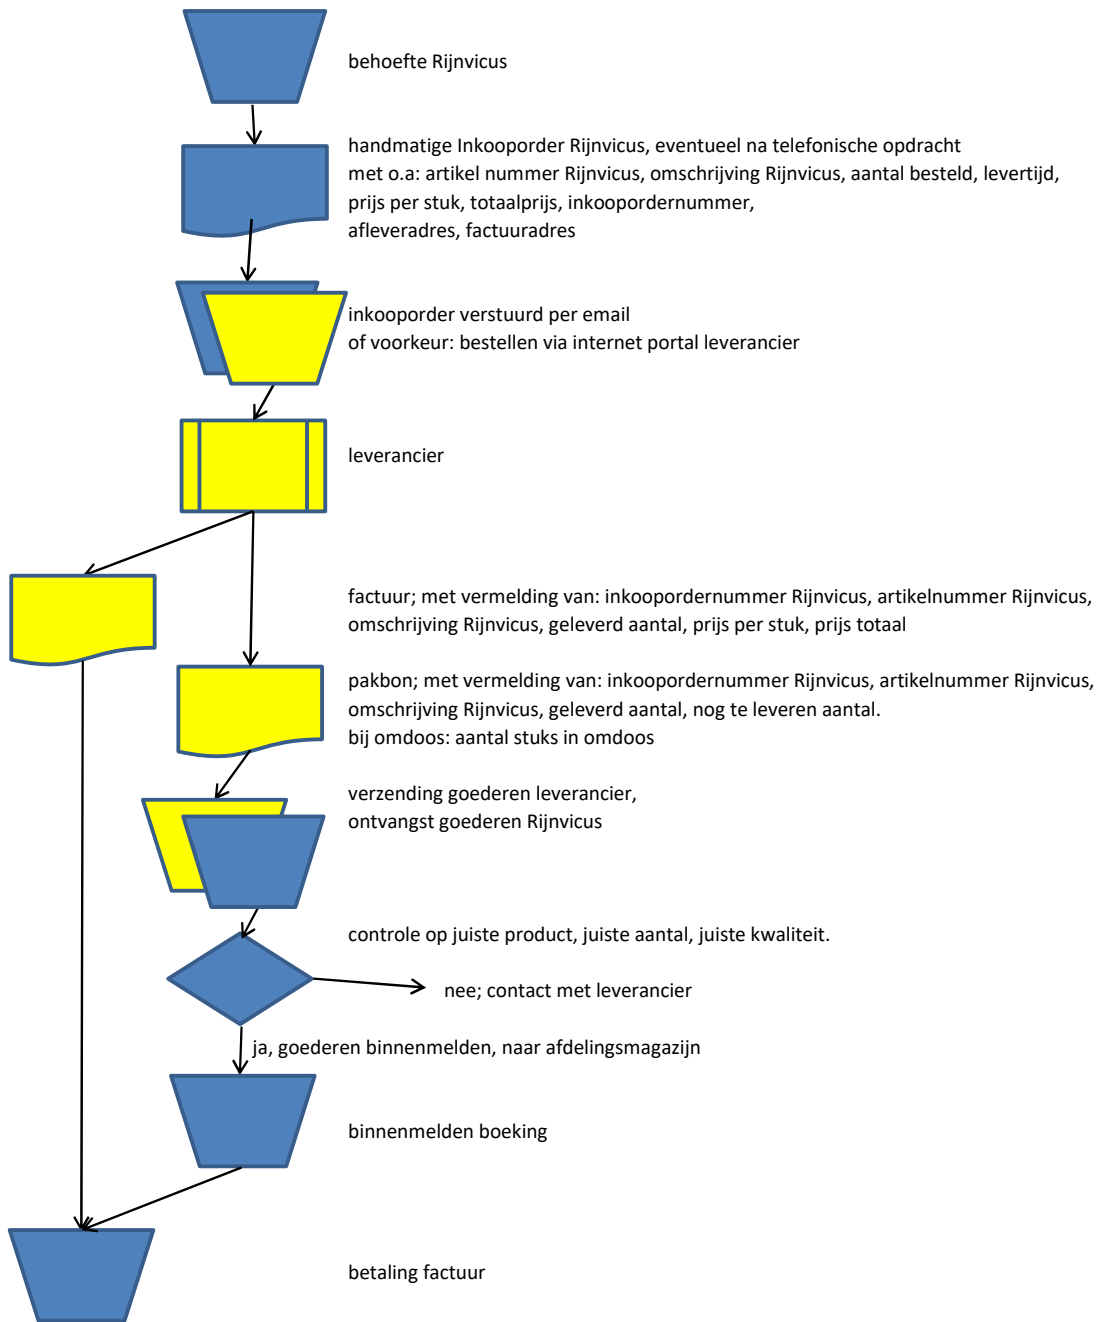 behoefte Rijnvicus
handmatige Inkooporder Rijnvicus, eventueel na telefonische opdracht
met o.a: artikel nummer Rijnvicus, omschrijving Rijnvicus, aantal besteld, levertijd,
prijs per stuk, totaalprijs, inkoopordernummer,
afleveradres, factuuradres
inkooporder verstuurd per email
of voorkeur: bestellen via internet portal leverancier
leverancier
factuur; met vermelding van: inkoopordernummer Rijnvicus, artikelnummer Rijnvicus,
omschrijving Rijnvicus, geleverd aantal, prijs per stuk, prijs totaal
pakbon; met vermelding van: inkoopordernummer Rijnvicus, artikelnummer Rijnvicus,
omschrijving Rijnvicus, geleverd aantal, nog te leveren aantal.
bij omdoos: aantal stuks in omdoos
verzending goederen leverancier,
ontvangst goederen Rijnvicus
controle op juiste product, juiste aantal, juiste kwaliteit.
nee; contact met leverancier
ja, goederen binnenmelden, naar afdelingsmagazijn
binnenmelden boeking
betaling factuur